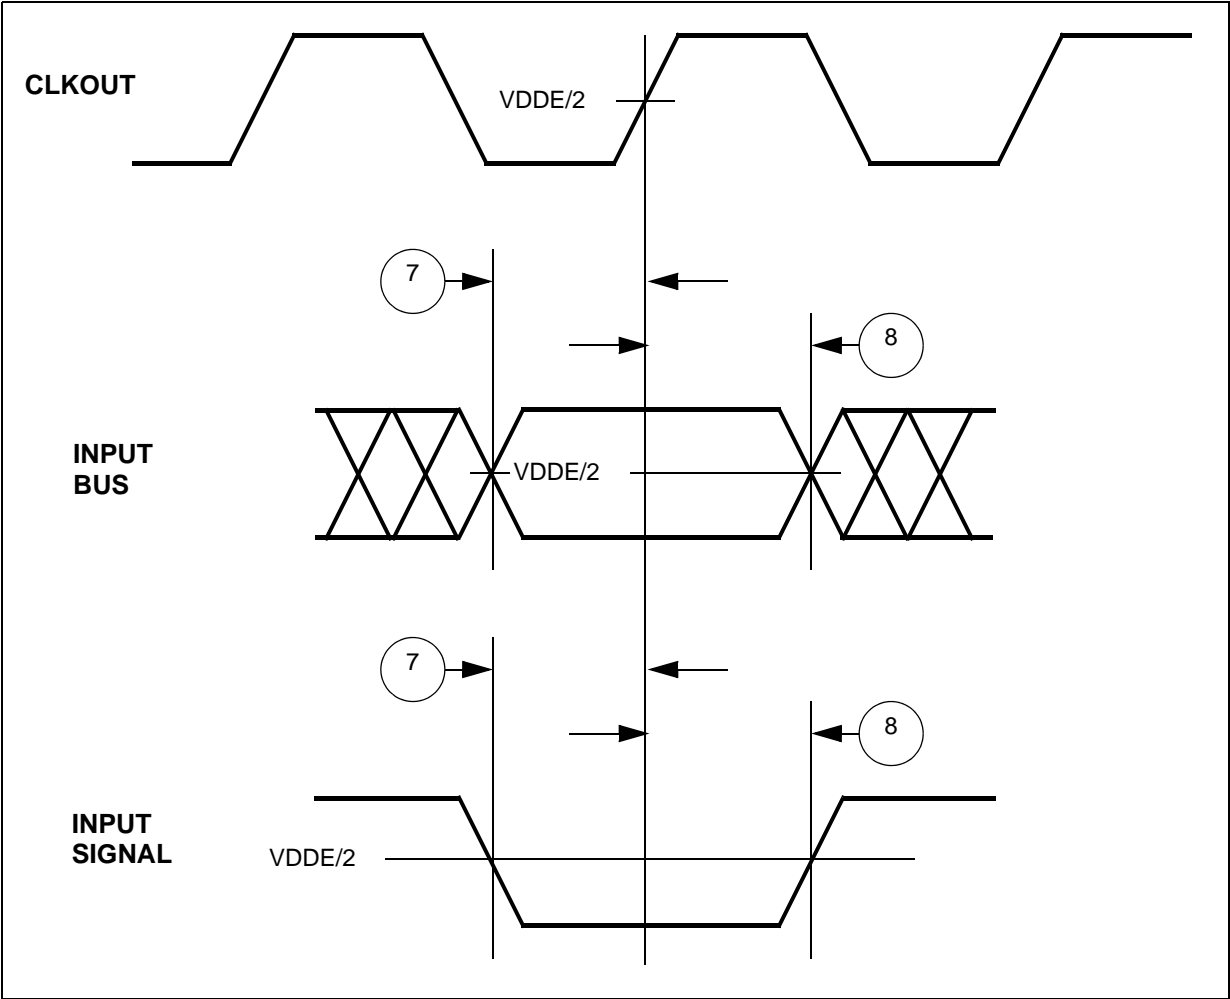 CLKOUT
VDDE/2
7
8
INPUT
BUS
VDDE/2
7
8
INPUT
SIGNAL
VDDE/2